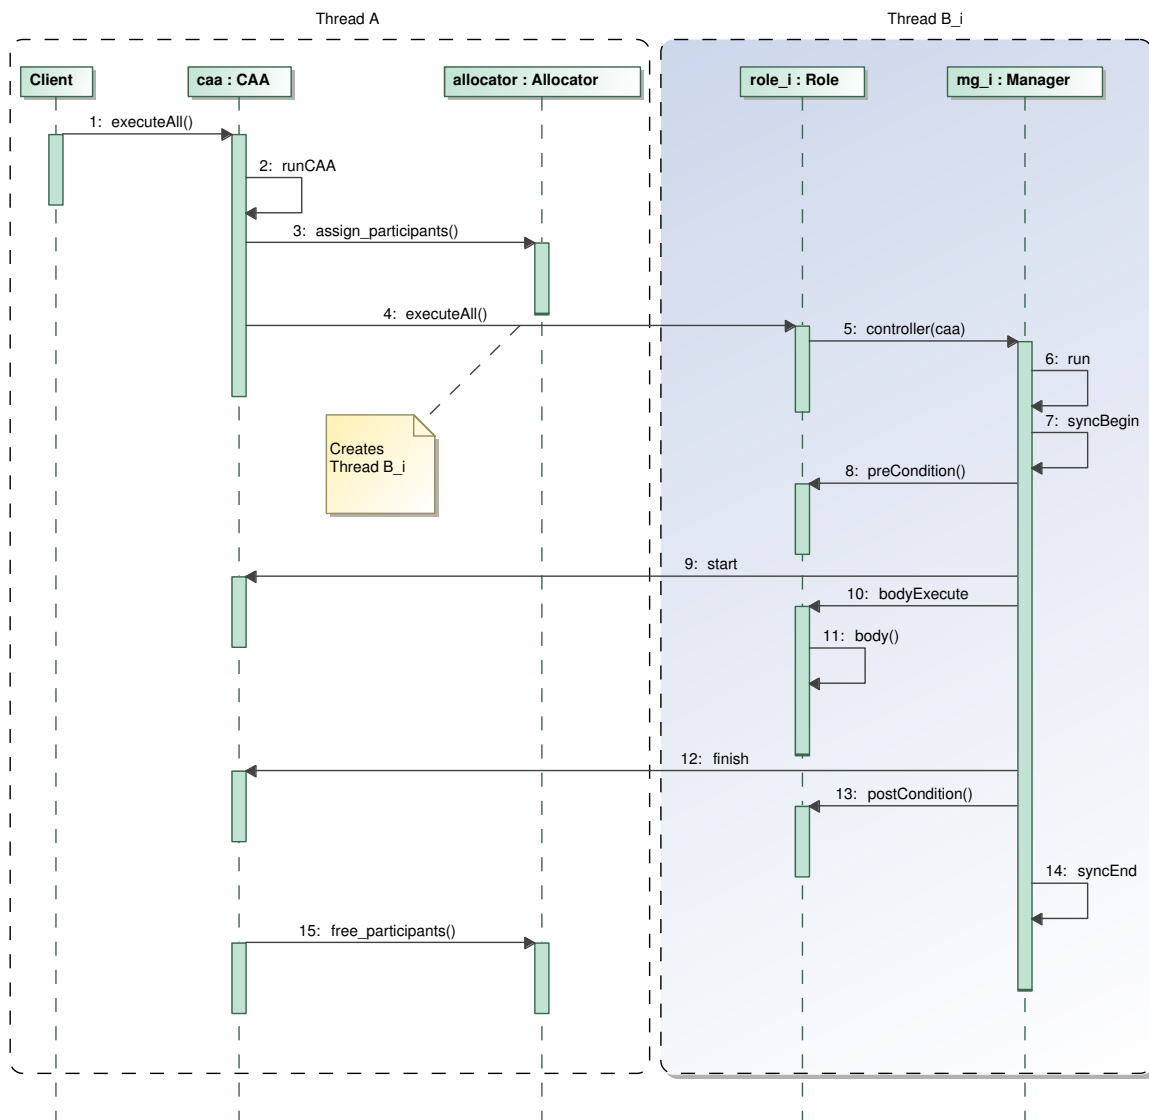 Thread A
Thread B_i
Client
caa : CAA
allocator : Allocator
role_i : Role
mg_i : Manager
1: executeAll()
2: runCAA
3: assign_participants()
4: executeAll()
5: controller(caa)
6: run
7: syncBegin
Creates
Thread B_i
8: preCondition()
9: start
10: bodyExecute
11: body()
12: finish
13: postCondition()
14: syncEnd
15: free_participants()